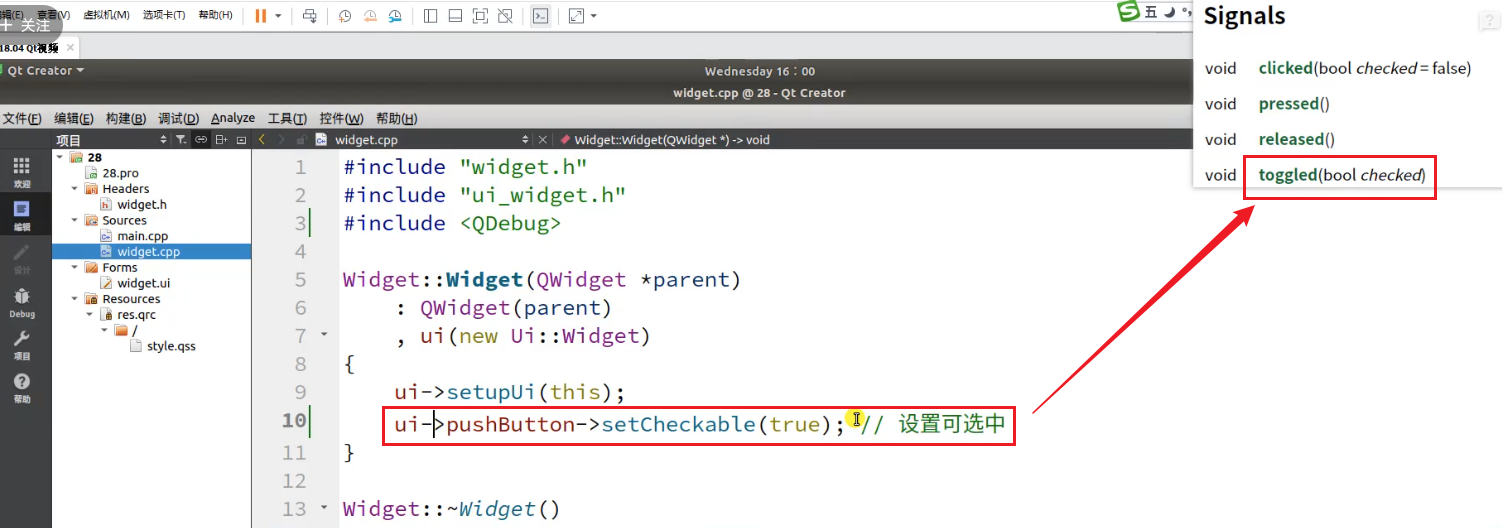 编辑(E) 查看(V) 虚拟机(M) 选项卡(T) 帮助(H)
+ 关注
18.04 Qt视频
五
Signals
void clicked(bool checked = false)
void pressed()
void released()
void toggled(bool checked)
Qt Creator
Wednesday 16：00
widget.cpp @ 28 - Qt Creator
文件(F) 编辑(E) 构建(B) 调试(D) Analyze 工具(T) 控件(W) 帮助(H)
项目
widget.cpp
Widget::Widget(QWidget *) -> void
欢迎
编辑
设计
Debug
项目
帮助
28
28.pro
Headers
widget.h
Sources
main.cpp
widget.cpp
Forms
widget.ui
Resources
res.qrc
/
style.qss
1 #include "widget.h"
2 #include "ui_widget.h"
3 #include <QDebug>
4
5 Widget::Widget(QWidget *parent)
6 : QWidget(parent)
7 , ui(new Ui::Widget)
8 {
9 ui->setupUi(this);
10 ui->pushButton->setCheckable(true); // 设置可选中
11 }
12
13 Widget::~Widget()